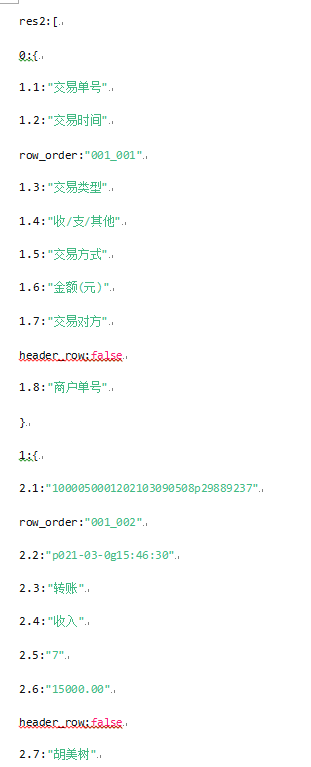 res2:[
0:{
1.1:"交易单号"
1.2:"交易时间"
row_order:"001_001"
1.3:"交易类型"
1.4:"收/支/其他"
1.5:"交易方式"
1.6:"金额(元)"
1.7:"交易对方"
header_row:false
1.8:"商户单号"
}
1:{
2.1:"1000050001202103090508p29889237"
row_order:"001_002"
2.2:"p021-03-0g15:46:30"
2.3:"转账"
2.4:"收入"
2.5:"7"
2.6:"15000.00"
header_row:false
2.7:"胡美树"